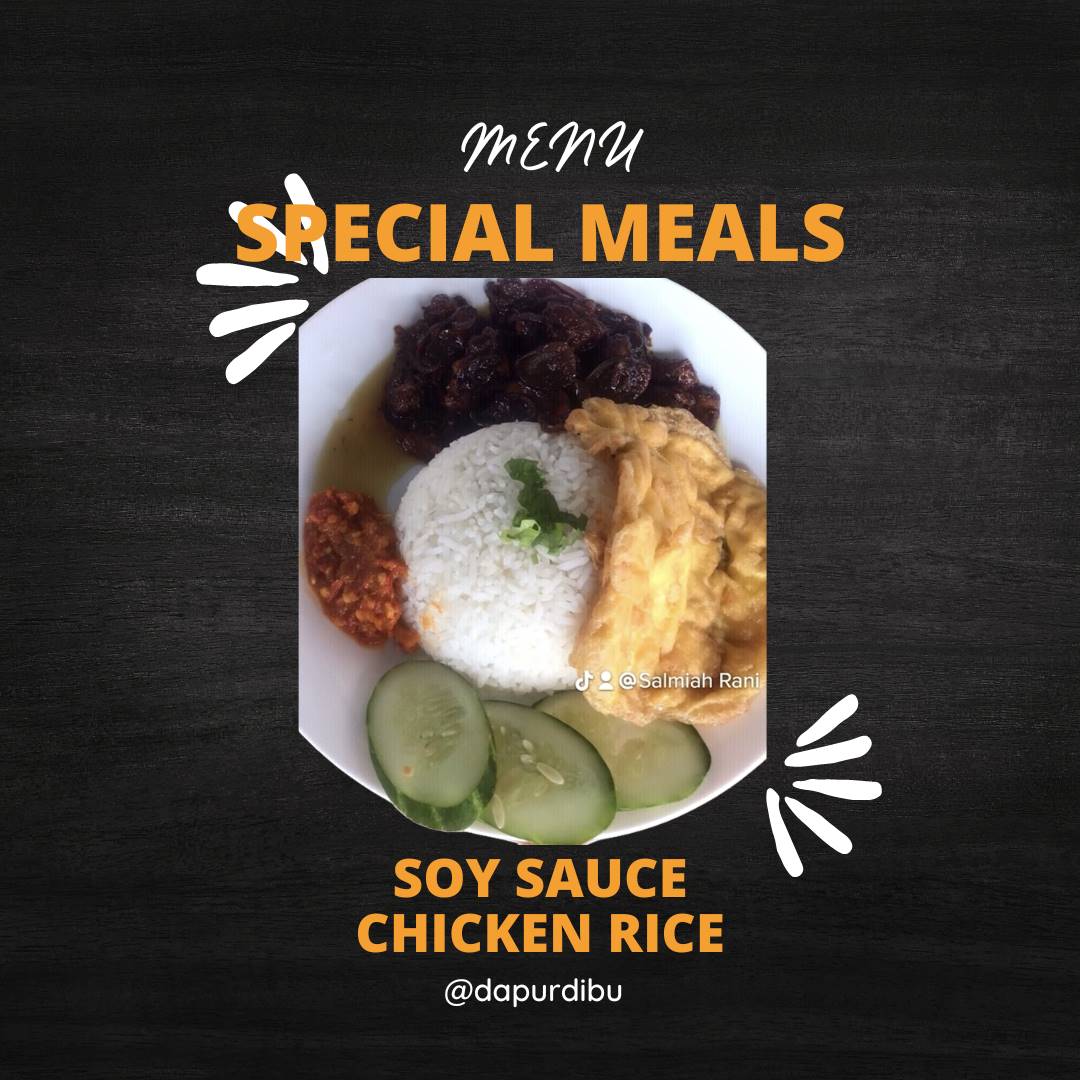 MENU
SPECIAL MEALS
@Salmiah Rani
SOY SAUCE
CHICKEN RICE
@dapurdibu